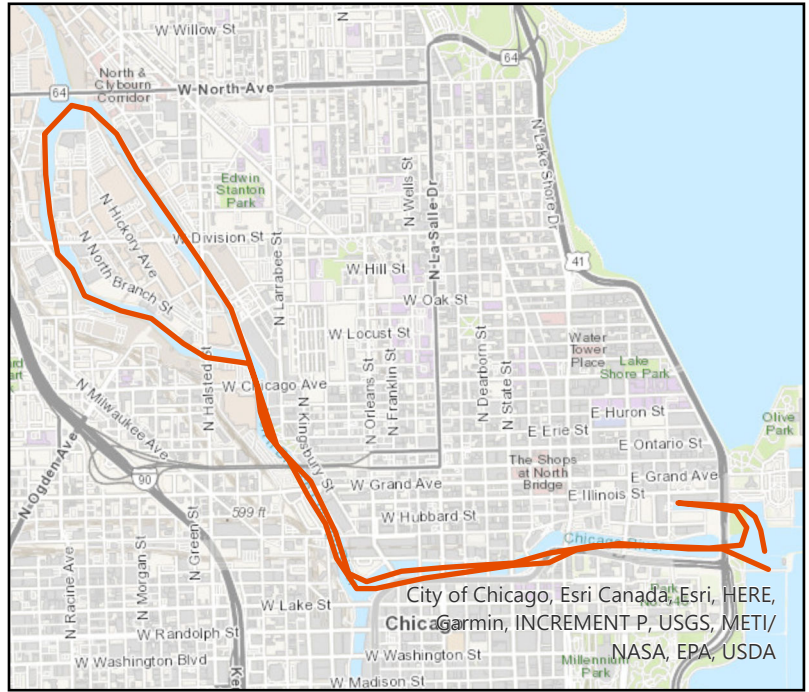 W Willow St
N
64
North &
Clybourn
Corridor
64
W-North-Ave
N Lake Shore Dr
N Wells St
N-La-Salle-Dr
Edwin
Stanton
Park
N Hickory Ave
N North Branch St
W Division St
N Larrabee St
W Hill St
41
W Oak St
W Locust St
Water
Tower
Place
Lake
Shore Park
N Halsted St
W Chicago Ave
N Orleans St
N Franklin St
N Dearborn St
N State St
N Milwaukee Ave
N Kingsbury St
E Huron St
E Erie St
E Ontario St
Olive
Park
N Ogden Ave
90
The Shops
at North
Bridge
E Grand Ave
W Grand Ave
E Illinois St
599 ft
W Hubbard St
N Green St
Chicago River
N Racine Ave
N Morgan St
W Lake St
Park
City of Chicago, Esri Canada, Esri, HERE,
Chicago
Garmin, INCREMENT P, USGS, METI/
W Randolph St
W Washington St
NASA, EPA, USDA
W Washington Blvd
Millennium
Park
Ke
W Madison St